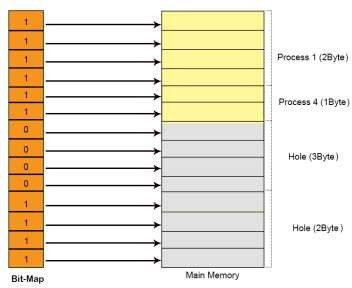 1
1
1
1
1
1
0
0
0
0
1
1
1
1
Process 1 (2Byte)
Process 4 (1Byte)
Hole (3Byte)
Hole (2Byte)
Bit-Map
Main Memory